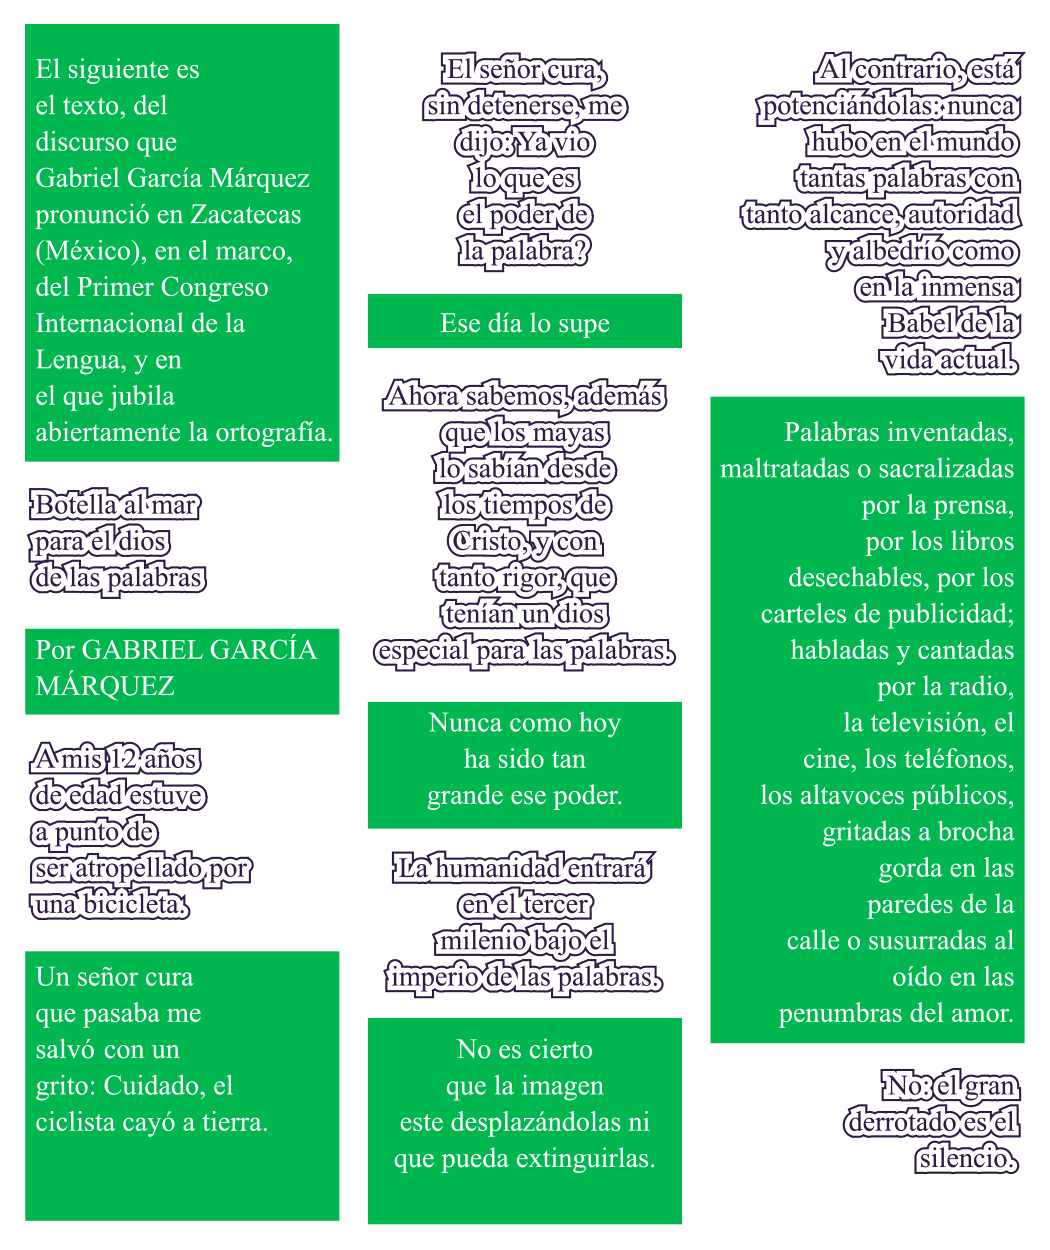 El siguiente es
el texto, del
discurso que
Gabriel García Márquez
pronunció en Zacatecas
(México), en el marco,
del Primer Congreso
Internacional de la
Lengua, y en
el que jubila
abiertamente la ortografía.
Botella al mar
para el dios
de las palabras
Por GABRIEL GARCÍA
MÁRQUEZ
A mis 12 años
de edad estuve
a punto de
ser atropellado por
una bicicleta.
Un señor cura
que pasaba me
salvó con un
grito: Cuidado, el
ciclista cayó a tierra.
El señor cura,
sin detenerse, me
dijo: Ya vio
lo que es
el poder de
la palabra?
Ese día lo supe
Ahora sabemos, además
que los mayas
lo sabían desde
los tiempos de
Cristo, y con
tanto rigor, que
tenían un dios
especial para las palabras.
Nunca como hoy
ha sido tan
grande ese poder.
La humanidad entrará
en el tercer
milenio bajo el
imperio de las palabras.
No es cierto
que la imagen
este desplazándolas ni
que pueda extinguirlas.
Al contrario, está
potenciándolas: nunca
hubo en el mundo
tantas palabras con
tanto alcance, autoridad
y albedrío como
en la inmensa
Babel de la
vida actual.
Palabras inventadas,
maltratadas o sacralizadas
por la prensa,
por los libros
desechables, por los
carteles de publicidad;
habladas y cantadas
por la radio,
la televisión, el
cine, los teléfonos,
los altavoces públicos,
gritadas a brocha
gorda en las
paredes de la
calle o susurradas al
oído en las
penumbras del amor.
No: el gran
derrotado es el
silencio.